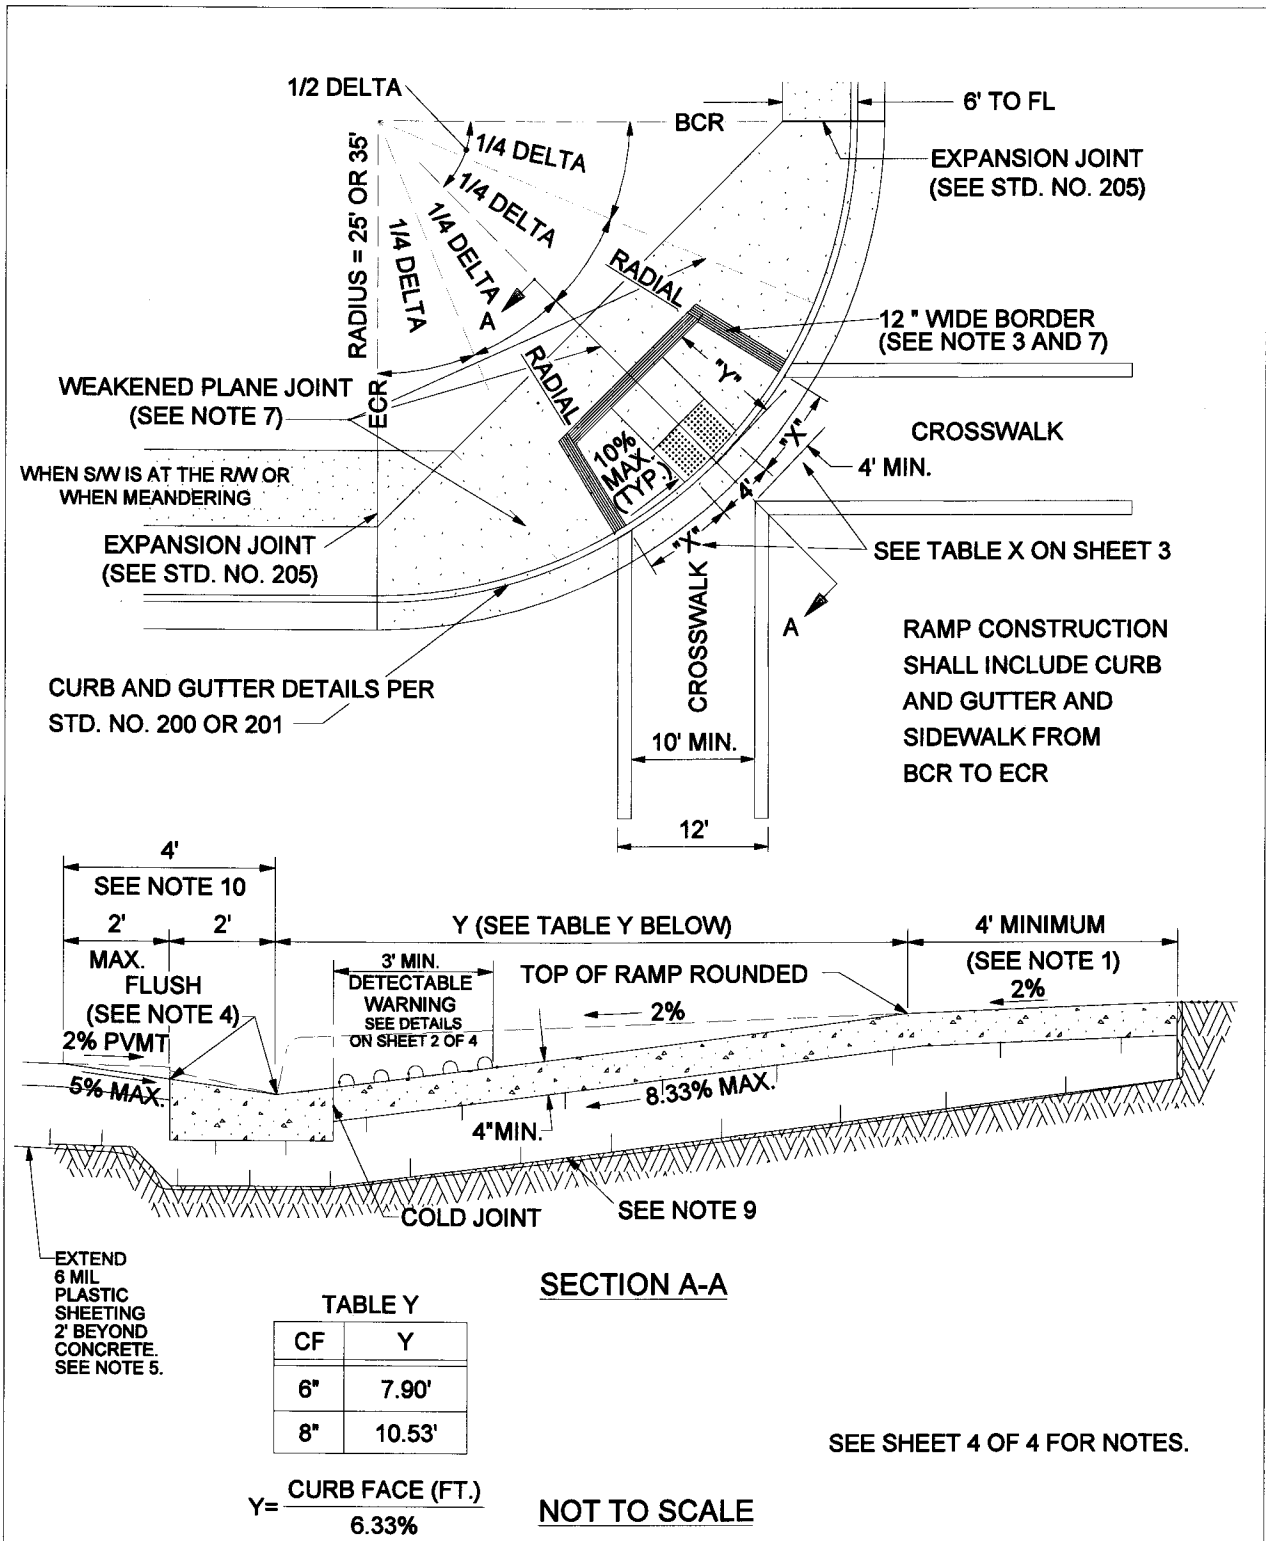 1/2 DELTA
BCR
6' TO FL
1/4 DELTA
1/4 DELTA
1/4 DELTA
1/4 DELTA
RADIUS = 25' OR 35'
EXPANSION JOINT
(SEE STD. NO. 205)
RADIAL
A
12 " WIDE BORDER
(SEE NOTE 3 AND 7)
RADIAL
"Y"
WEAKENED PLANE JOINT
(SEE NOTE 7)
ECR
CROSSWALK
"X"
4' MIN.
10%
MAX
(TYP.)
4'
WHEN S/W IS AT THE R/W OR
WHEN MEANDERING
"X"
EXPANSION JOINT
(SEE STD. NO. 205)
SEE TABLE X ON SHEET 3
CROSSWALK
A
RAMP CONSTRUCTION
SHALL INCLUDE CURB
AND GUTTER AND
SIDEWALK FROM
BCR TO ECR
CURB AND GUTTER DETAILS PER
STD. NO. 200 OR 201
10' MIN.
12'
4'
SEE NOTE 10
2'
MAX.
2'
Y (SEE TABLE Y BELOW)
4' MINIMUM
(SEE NOTE 1)
FLUSH
(SEE NOTE 4)
3' MIN.
DETECTABLE
WARNING
SEE DETAILS
ON SHEET 2 OF 4
TOP OF RAMP ROUNDED
2%
2%
2% PVMT
5% MAX.
8.33% MAX.
4"MIN.
COLD JOINT
SEE NOTE 9
EXTEND
6 MIL
PLASTIC
SHEETING
2' BEYOND
CONCRETE.
SEE NOTE 5.
SECTION A-A
TABLE Y
CF Y
6" 7.90'
8" 10.53'
SEE SHEET 4 OF 4 FOR NOTES.
Y= CURB FACE (FT.)
6.33%
NOT TO SCALE